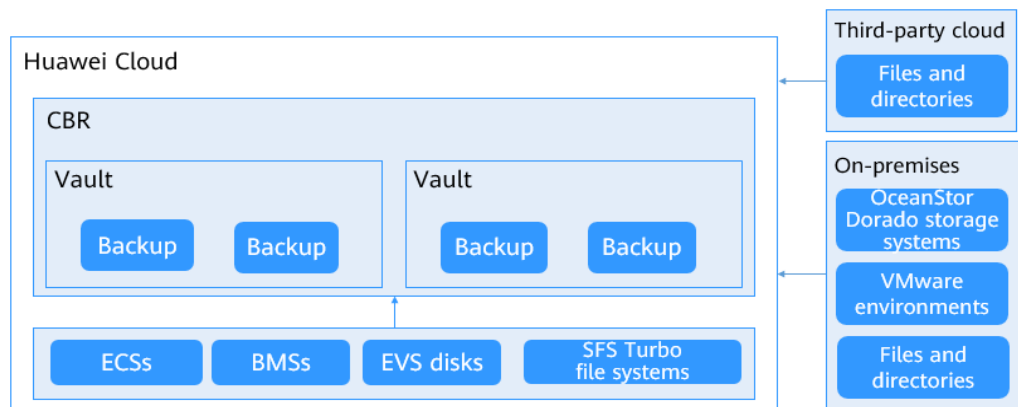 Huawei Cloud
CBR
Vault
Backup
Backup
Vault
Backup
Backup
ECSs
BMSs
EVS disks
SFS Turbo
file systems
Third-party cloud
Files and
directories
On-premises
OceanStor
Dorado storage
systems
VMware
environments
Files and
directories